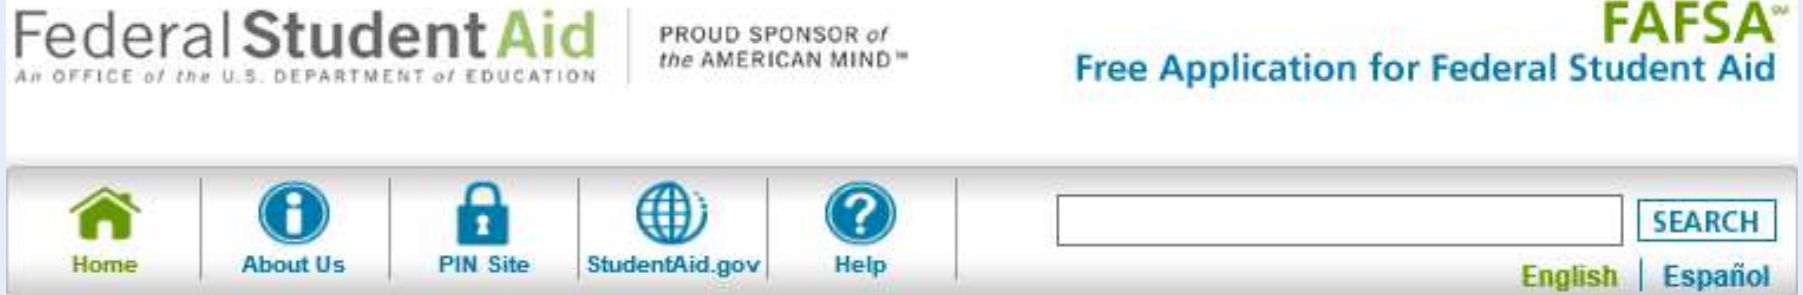 Federal Student Aid
An OFFICE of the U.S. DEPARTMENT of EDUCATION
PROUD SPONSOR of
the AMERICAN MIND™
FAFSA℠
Free Application for Federal Student Aid
Home
About Us
PIN Site
StudentAid.gov
Help
SEARCH
English | Español